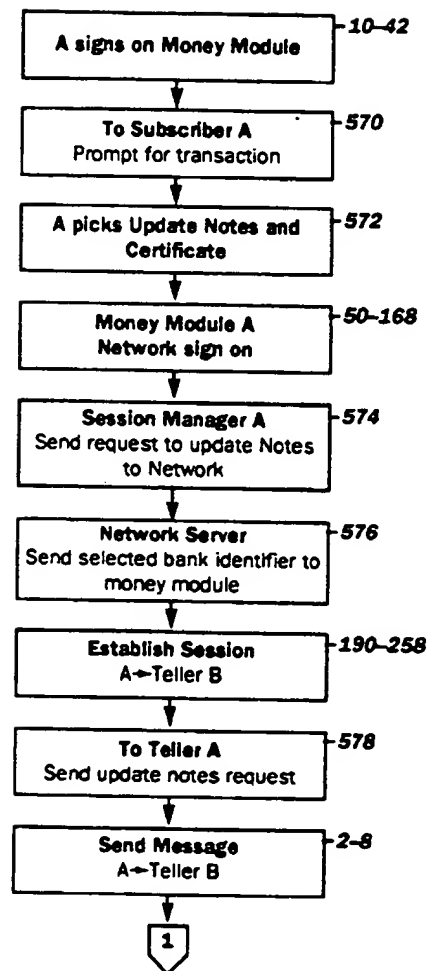 A signs on Money Module
10–42
To Subscriber A
Prompt for transaction
570
A picks Update Notes and
Certificate
572
Money Module A
Network sign on
50–168
Session Manager A
Send request to update Notes
to Network
574
Network Server
Send selected bank identifier to
money module
576
Establish Session
A→Teller B
190–258
To Teller A
Send update notes request
578
Send Message
A→Teller B
2–8
1